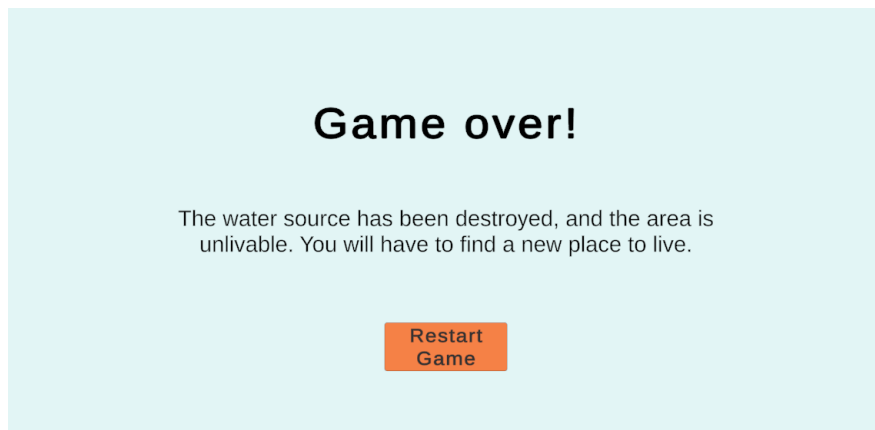 Game over!
The water source has been destroyed, and the area is
unlivable. You will have to find a new place to live.
Restart
Game